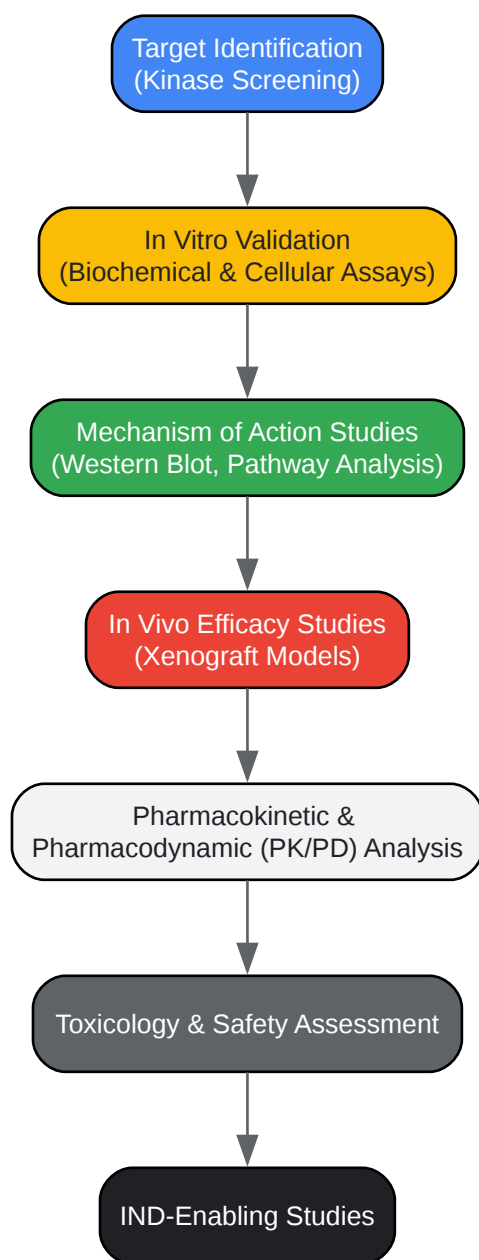 Target Identification
(Kinase Screening)
In Vitro Validation
(Biochemical & Cellular Assays)
Mechanism of Action Studies
(Western Blot, Pathway Analysis)
In Vivo Efficacy Studies
(Xenograft Models)
Pharmacokinetic &
Pharmacodynamic (PK/PD) Analysis
Toxicology & Safety Assessment
IND-Enabling Studies